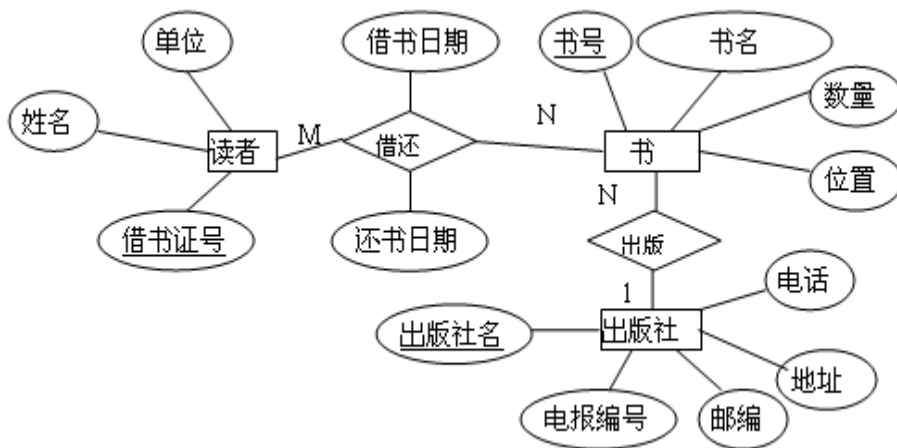 单位
借书日期
书号
书名
姓名
数量
M
N
读者
借还
书
位置
借书证号
还书日期
N
出版
1
电话
出版社名
出版社
地址
电报编号
邮编